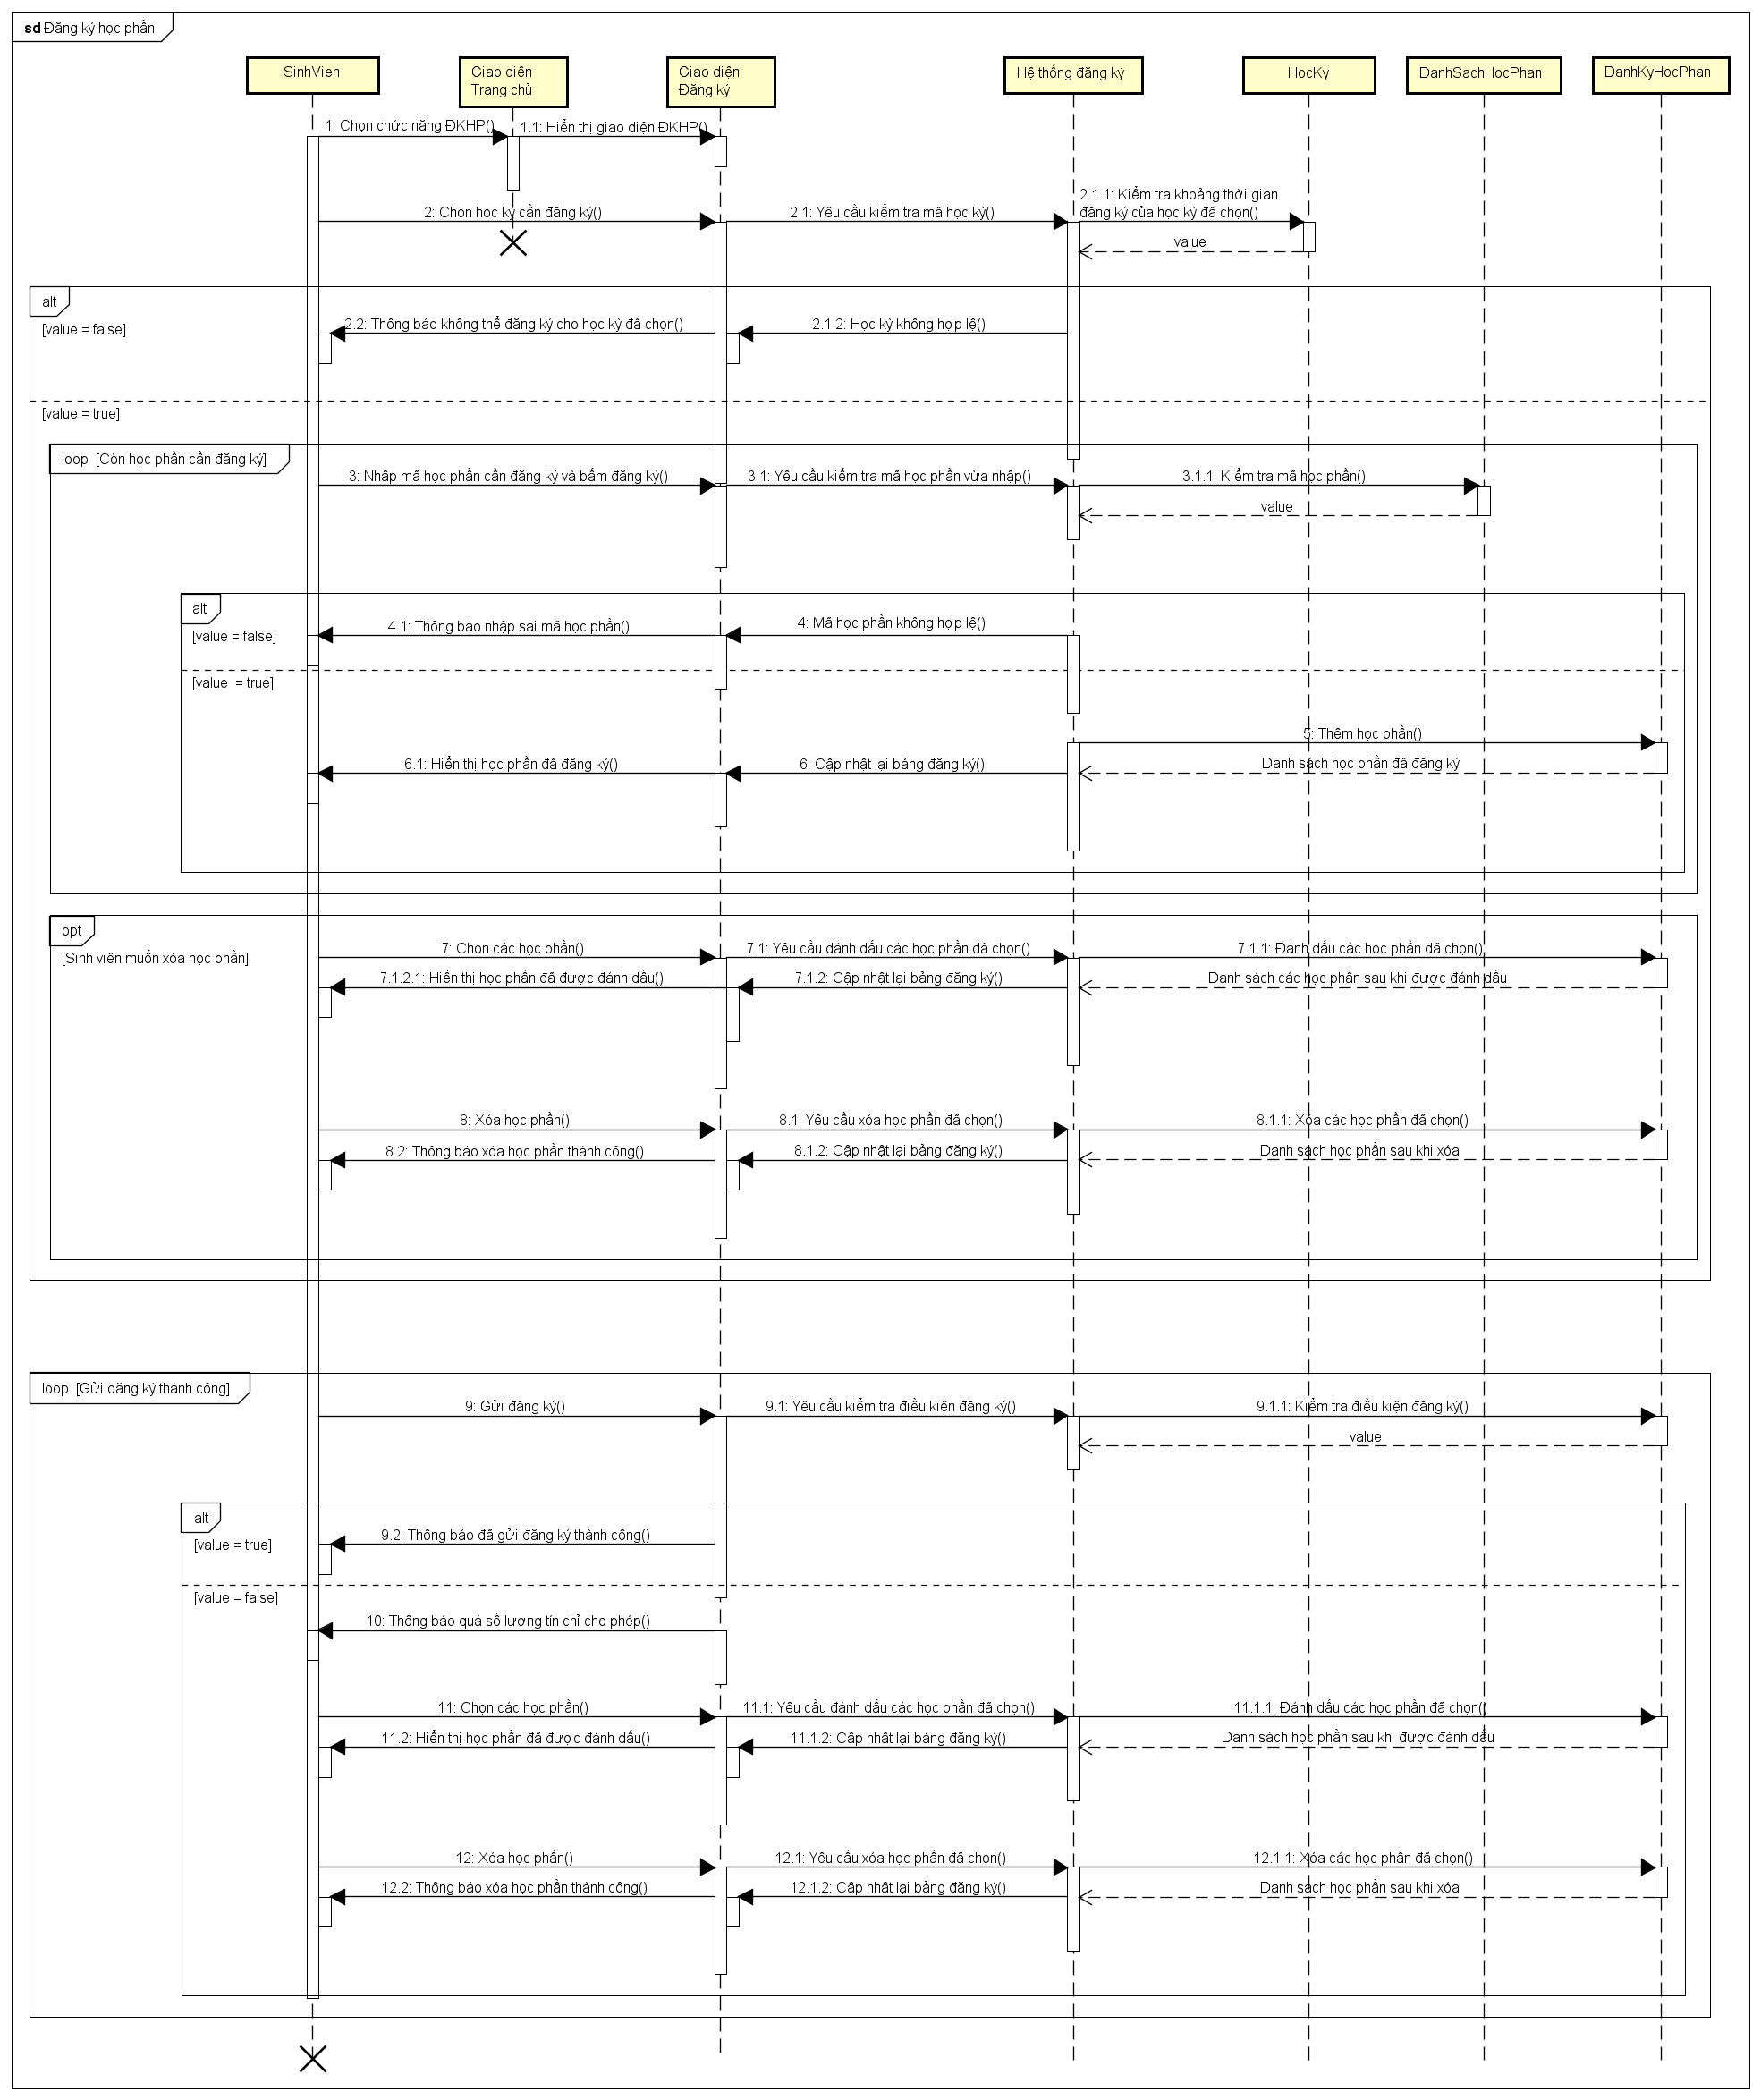 sd Đăng ký học phần
SinhVien
Giao diện
Trang chủ
Giao diện
Đăng ký
Hệ thống đăng ký
HocKy
DanhSachHocPhan
DanhKyHocPhan
1: Chọn chức năng ĐKHP()
1.1: Hiển thị giao diện ĐKHP()
2: Chọn học kỳ cần đăng ký()
2.1: Yêu cầu kiểm tra mã học kỳ()
2.1.1: Kiểm tra khoảng thời gian
đăng ký của học kỳ đã chọn()
value
alt
[value = false]
2.2: Thông báo không thể đăng ký cho học kỳ đã chọn()
2.1.2: Học kỳ không hợp lệ()
[value = true]
loop [Còn học phần cần đăng ký]
3: Nhập mã học phần cần đăng ký và bấm đăng ký()
3.1: Yêu cầu kiểm tra mã học phần vừa nhập()
3.1.1: Kiểm tra mã học phần()
value
alt
[value = false]
4.1: Thông báo nhập sai mã học phần()
4: Mã học phần không hợp lệ()
[value = true]
5: Thêm học phần()
6.1: Hiển thị học phần đã đăng ký()
6: Cập nhật lại bảng đăng ký()
Danh sách học phần đã đăng ký
opt
[Sinh viên muốn xóa học phần]
7: Chọn các học phần()
7.1: Yêu cầu đánh dấu các học phần đã chọn()
7.1.1: Đánh dấu các học phần đã chọn()
7.1.2.1: Hiển thị học phần đã được đánh dấu()
7.1.2: Cập nhật lại bảng đăng ký()
Danh sách các học phần sau khi được đánh dấu
8: Xóa học phần()
8.1: Yêu cầu xóa học phần đã chọn()
8.1.1: Xóa các học phần đã chọn()
8.2: Thông báo xóa học phần thành công()
8.1.2: Cập nhật lại bảng đăng ký()
Danh sách học phần sau khi xóa
loop [Gửi đăng ký thành công]
9: Gửi đăng ký()
9.1: Yêu cầu kiểm tra điều kiện đăng ký()
9.1.1: Kiểm tra điều kiện đăng ký()
value
alt
[value = true]
9.2: Thông báo đã gửi đăng ký thành công()
[value = false]
10: Thông báo quá số lượng tín chỉ cho phép()
11: Chọn các học phần()
11.1: Yêu cầu đánh dấu các học phần đã chọn()
11.1.1: Đánh dấu các học phần đã chọn()
11.2: Hiển thị học phần đã được đánh dấu()
11.1.2: Cập nhật lại bảng đăng ký()
Danh sách học phần sau khi được đánh dấu
12: Xóa học phần()
12.1: Yêu cầu xóa học phần đã chọn()
12.1.1: Xóa các học phần đã chọn()
12.2: Thông báo xóa học phần thành công()
12.1.2: Cập nhật lại bảng đăng ký()
Danh sách học phần sau khi xóa